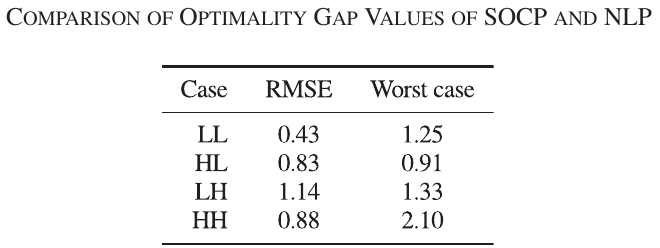 COMPARISON OF OPTIMALITY GAP VALUES OF SOCP AND NLP
Case RMSE Worst case
LL 0.43 1.25
HL 0.83 0.91
LH 1.14 1.33
HH 0.88 2.10